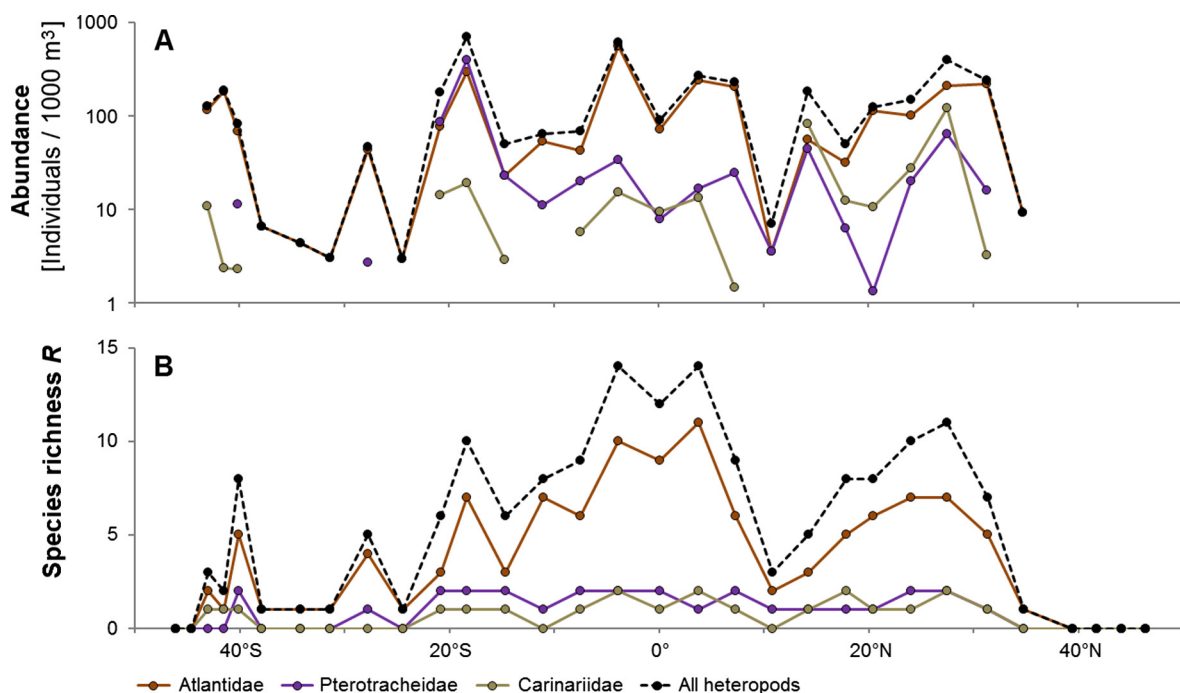 A
1000
100
10
1
Abundance
[Individuals / 1000 m³]
B
15
10
5
0
Species richness R
40°S 20°S 0° 20°N 40°N
Atlantidae Pterotracheidae Carinariidae All heteropods